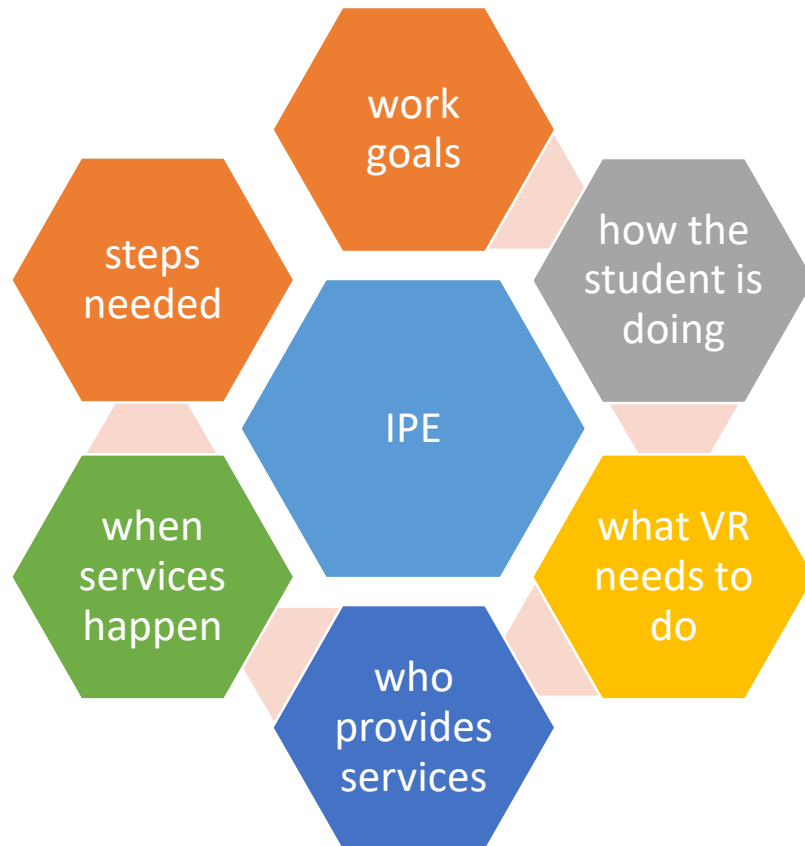 work
goals
how the
student is
doing
what VR
needs to
do
who
provides
services
when
services
happen
steps
needed
IPE